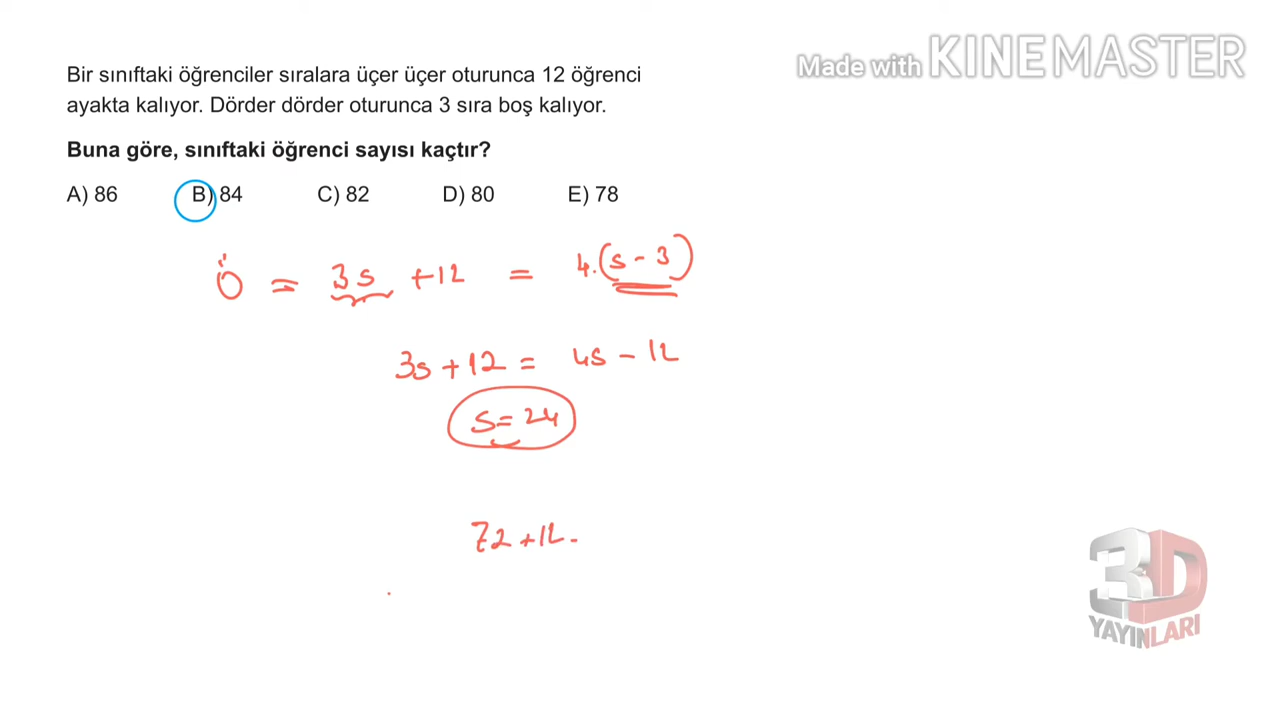 Made with KINEMASTER
Bir sınıftaki öğrenciler sıralara üçer üçer oturunca 12 öğrenci
ayakta kalıyor. Dörder dörder oturunca 3 sıra boş kalıyor.
Buna göre, sınıftaki öğrenci sayısı kaçtır?
A) 86 B) 84 C) 82 D) 80 E) 78
Ö = 3s + 12 = 4.(s - 3)
3s + 12 = 4s - 12
s = 24
72 + 12 -
3D
YAYINLARI